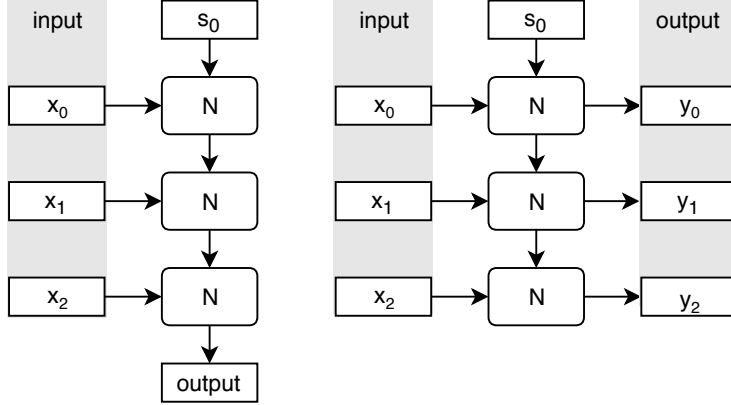 input s₀ input s₀ output
x₀ N x₀ N y₀
x₁ N x₁ N y₁
x₂ N x₂ N y₂
output